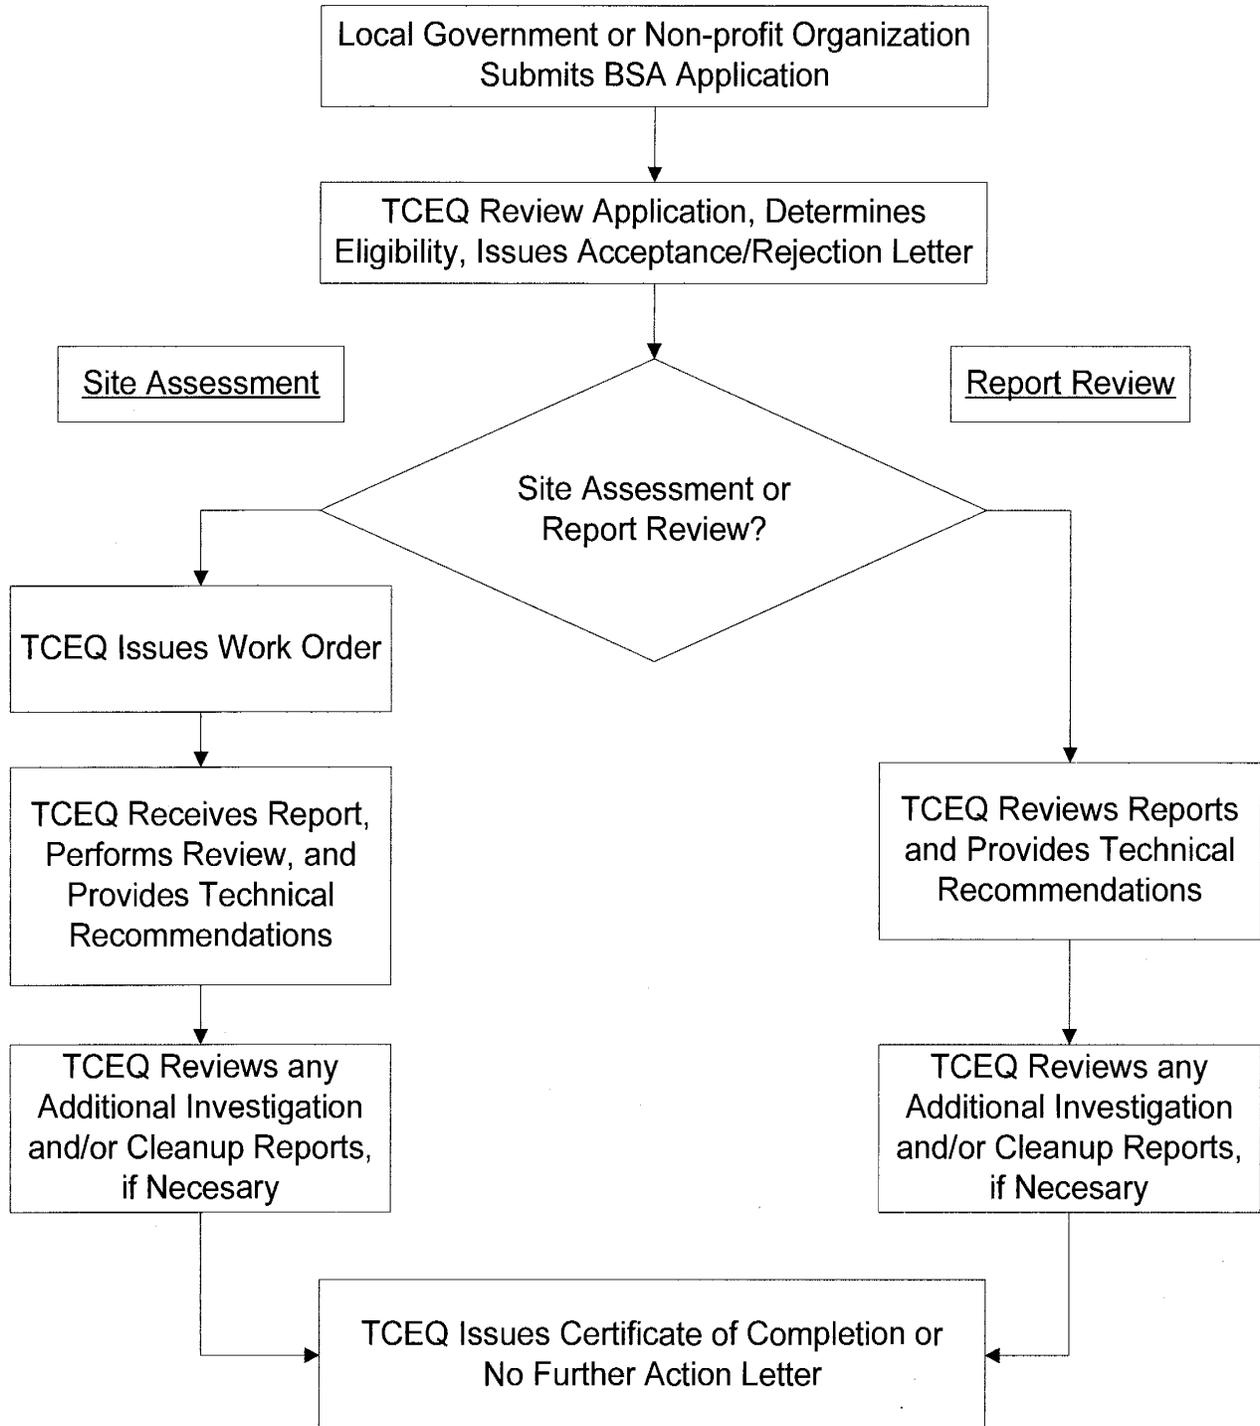 Local Government or Non-profit Organization
Submits BSA Application
TCEQ Review Application, Determines
Eligibility, Issues Acceptance/Rejection Letter
Site Assessment
Report Review
Site Assessment or
Report Review?
TCEQ Issues Work Order
TCEQ Receives Report,
Performs Review, and
Provides Technical
Recommendations
TCEQ Reviews Reports
and Provides Technical
Recommendations
TCEQ Reviews any
Additional Investigation
and/or Cleanup Reports,
if Necesary
TCEQ Reviews any
Additional Investigation
and/or Cleanup Reports,
if Necesary
TCEQ Issues Certificate of Completion or
No Further Action Letter